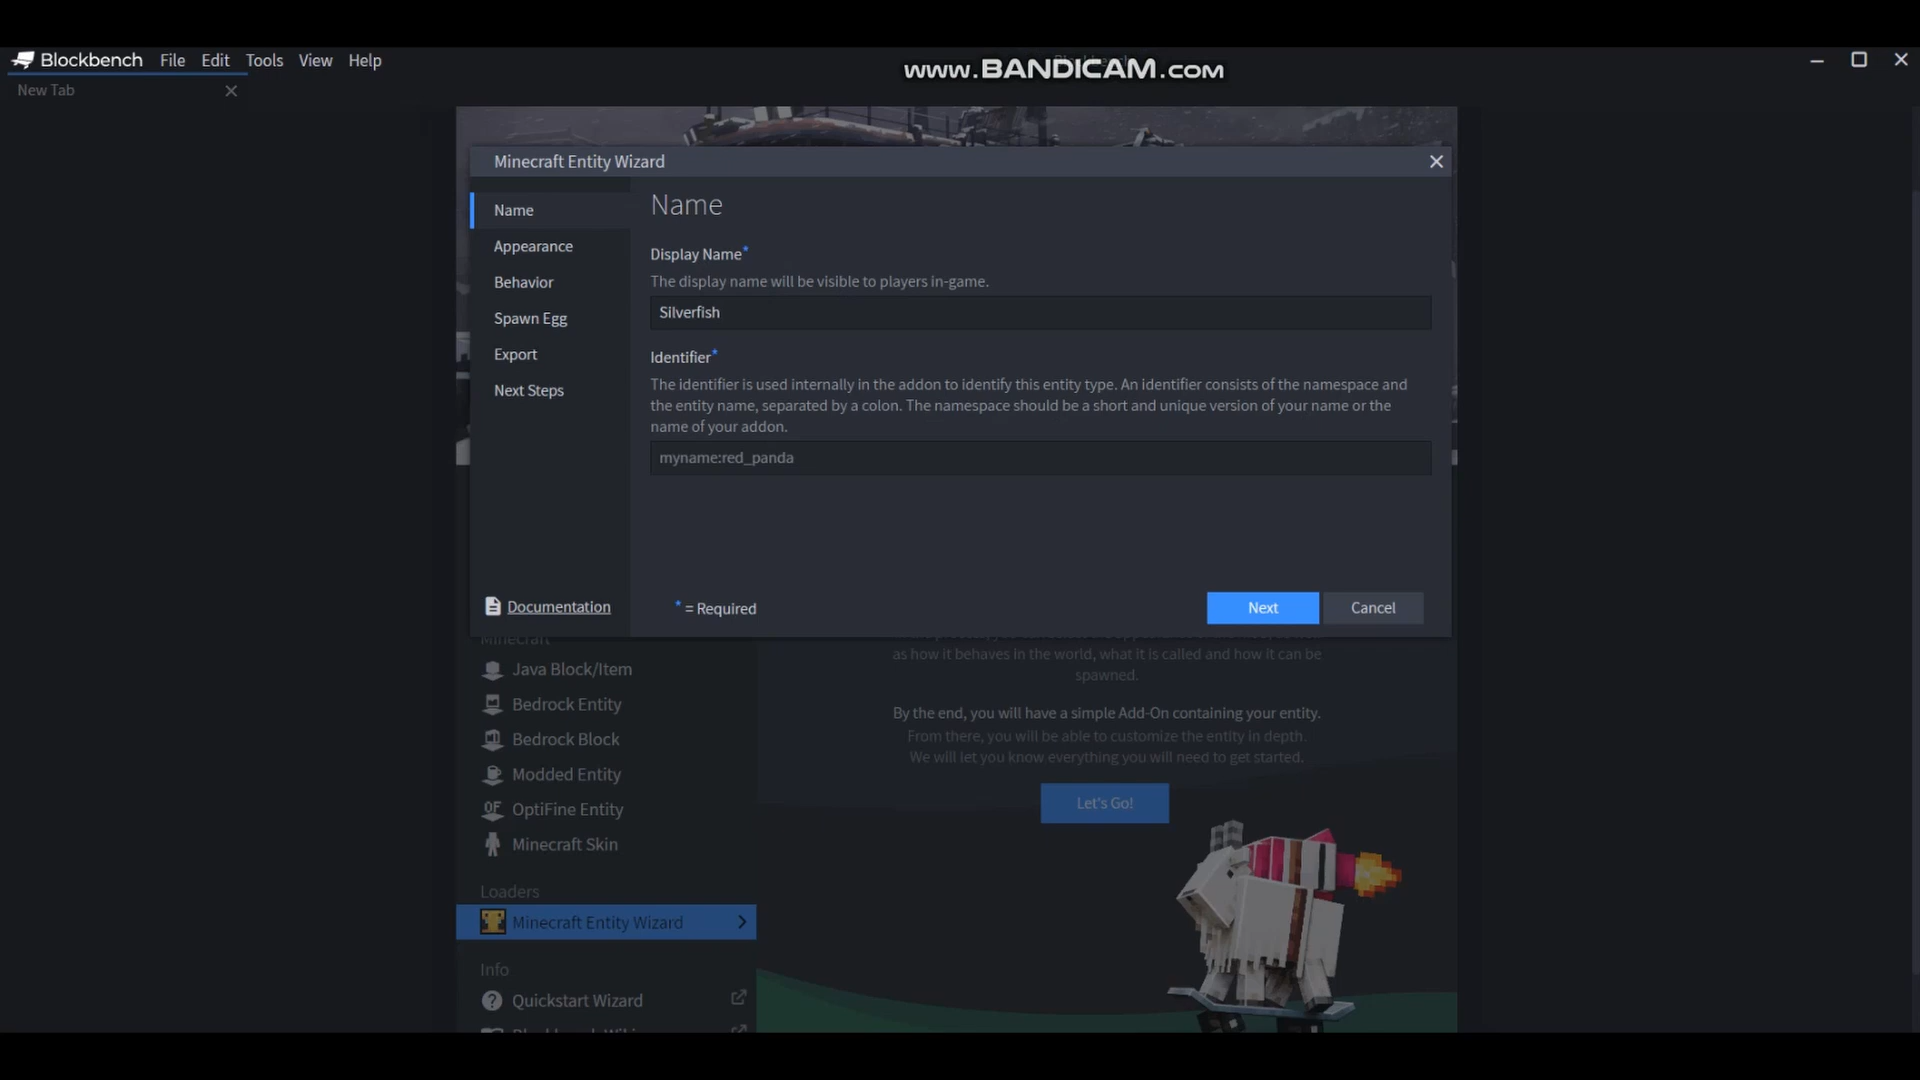 Blockbench File Edit Tools View Help
www.BANDICAM.com
New Tab
Minecraft Entity Wizard
Name
Appearance
Behavior
Spawn Egg
Export
Next Steps
Documentation
Name
Display Name*
The display name will be visible to players in-game.
Silverfish
Identifier*
The identifier is used internally in the addon to identify this entity type. An identifier consists of the namespace and
the entity name, separated by a colon. The namespace should be a short and unique version of your name or the
name of your addon.
myname:red_panda
* = Required
Next
Cancel
Minecraft
Java Block/Item
Bedrock Entity
Bedrock Block
Modded Entity
OptiFine Entity
Minecraft Skin
Loaders
Minecraft Entity Wizard
Info
Quickstart Wizard
as how it behaves in the world, what it is called and how it can be
spawned.
By the end, you will have a simple Add-On containing your entity.
From there, you will be able to customize the entity in depth.
We will let you know everything you will need to get started.
Let's Go!